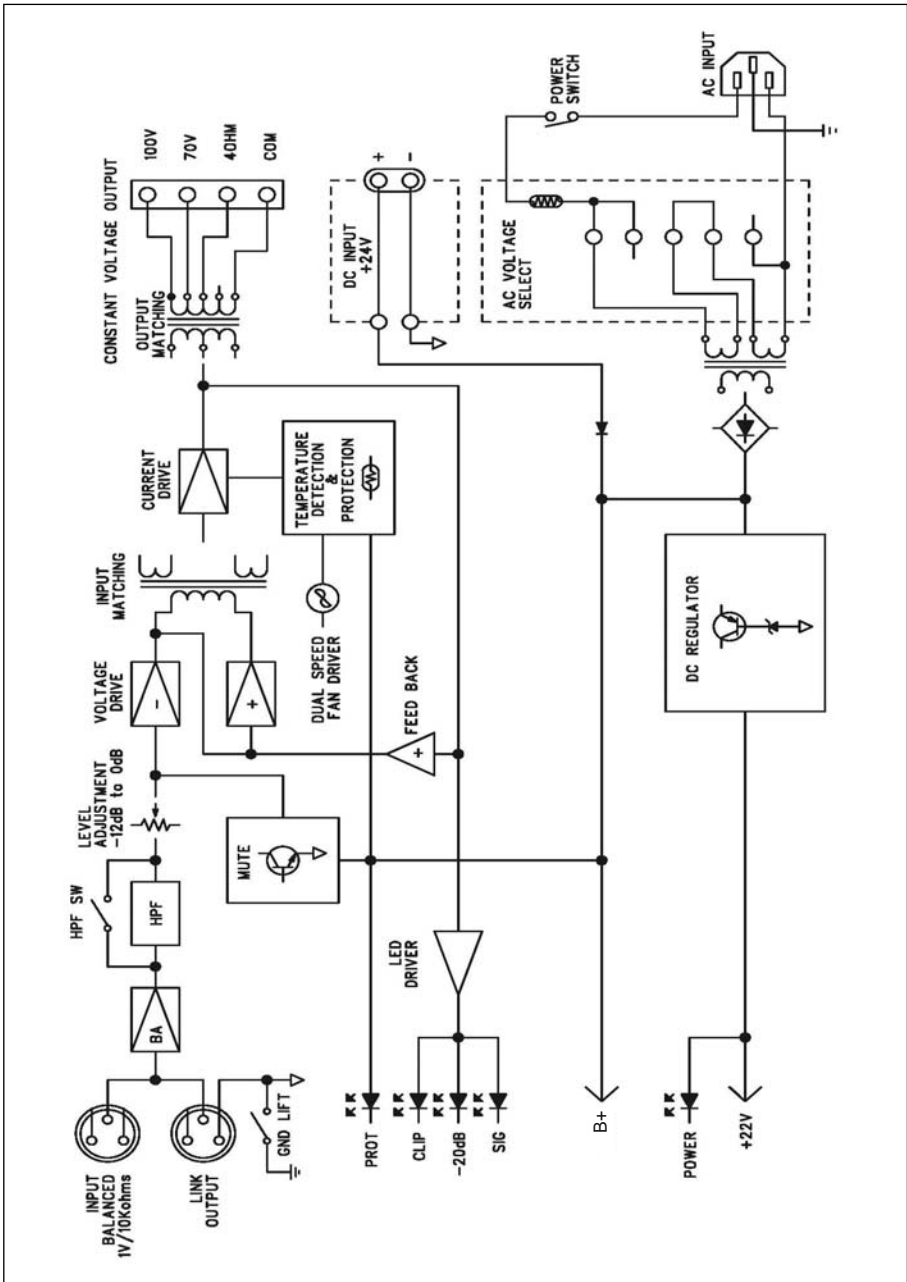 INPUT
BALANCED
1V/10Kohms
LINK
OUTPUT
GND LIFT
BA
HPF SW
HPF
LEVEL
ADJUSTMENT
-12dB to 0dB
MUTE
VOLTAGE
DRIVE
-
+
INPUT
MATCHING
CURRENT
DRIVE
DUAL SPEED
FAN DRIVER
TEMPERATURE
DETECTION
&
PROTECTION
FEED BACK
+
OUTPUT
MATCHING
CONSTANT VOLTAGE OUTPUT
100V
70V
4OHM
COM
PROT
CLIP
-20dB
SIG
LED
DRIVER
DC INPUT
+24V
+
-
B+
AC VOLTAGE
SELECT
POWER
SWITCH
AC INPUT
POWER
+22V
DC REGULATOR